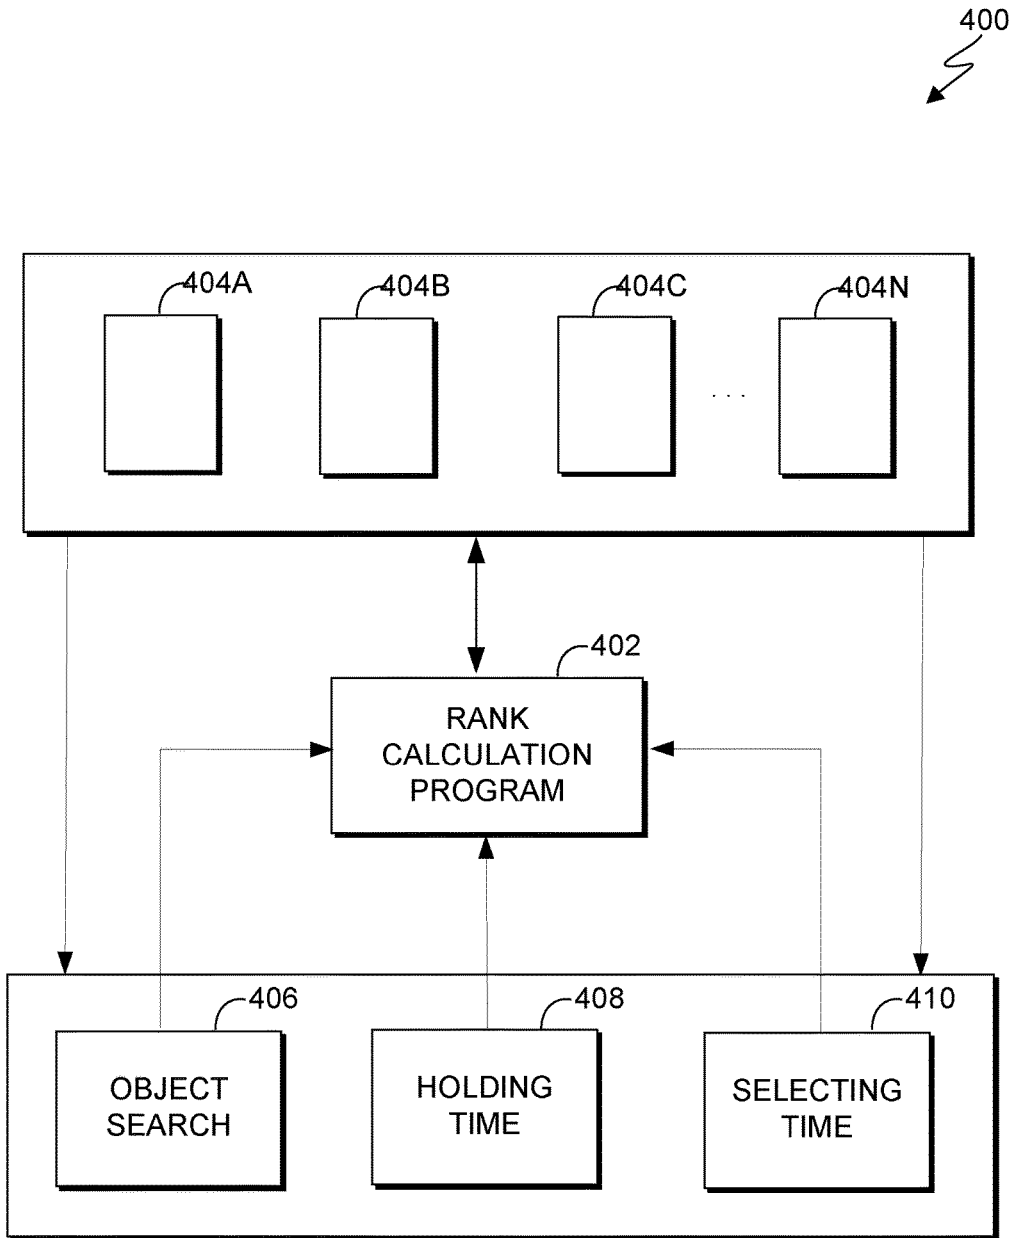 400
404A
404B
404C
404N
. . .
402
RANK
CALCULATION
PROGRAM
406
408
410
OBJECT
SEARCH
HOLDING
TIME
SELECTING
TIME